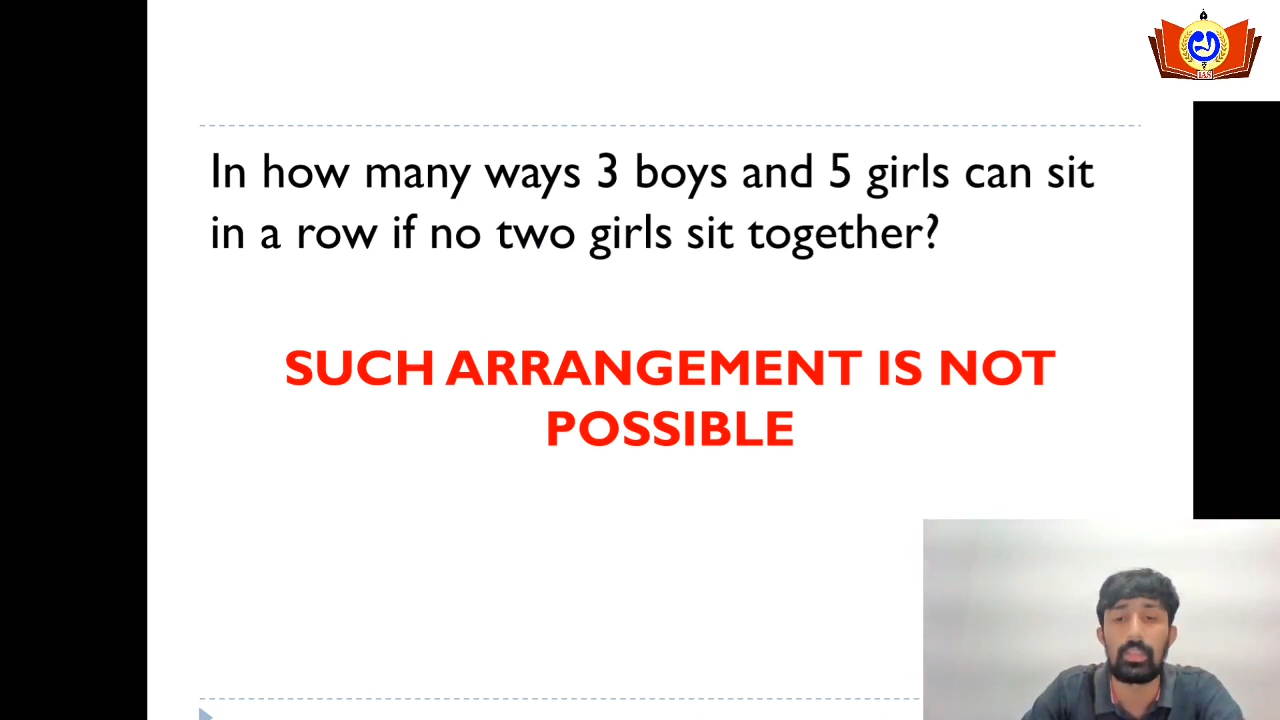 IAS
In how many ways 3 boys and 5 girls can sit
in a row if no two girls sit together?
SUCH ARRANGEMENT IS NOT
POSSIBLE